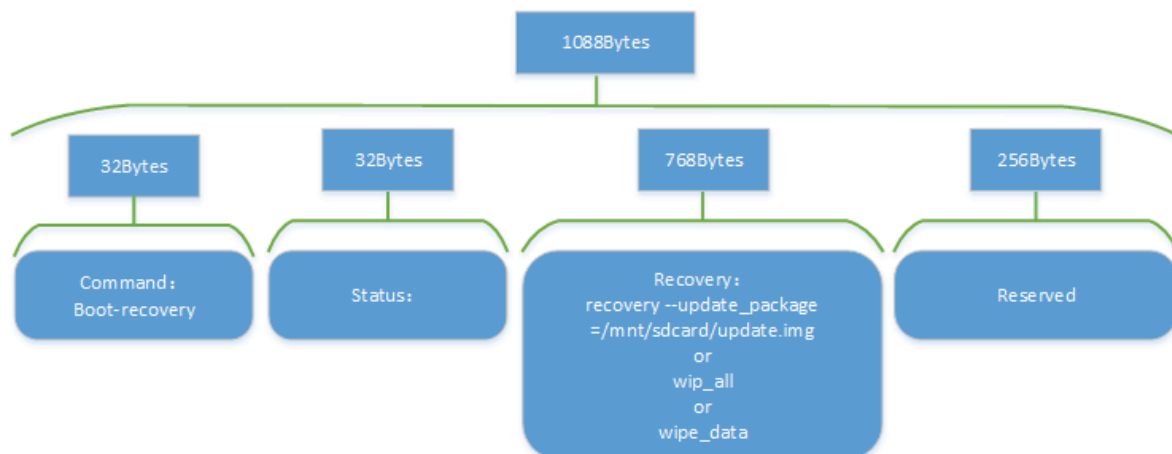 1088Bytes
32Bytes
32Bytes
768Bytes
256Bytes
Command：
Boot-recovery
Status：
Recovery：
recovery --update_package
=/mnt/sdcard/update.img
or
wip_all
or
wipe_data
Reserved